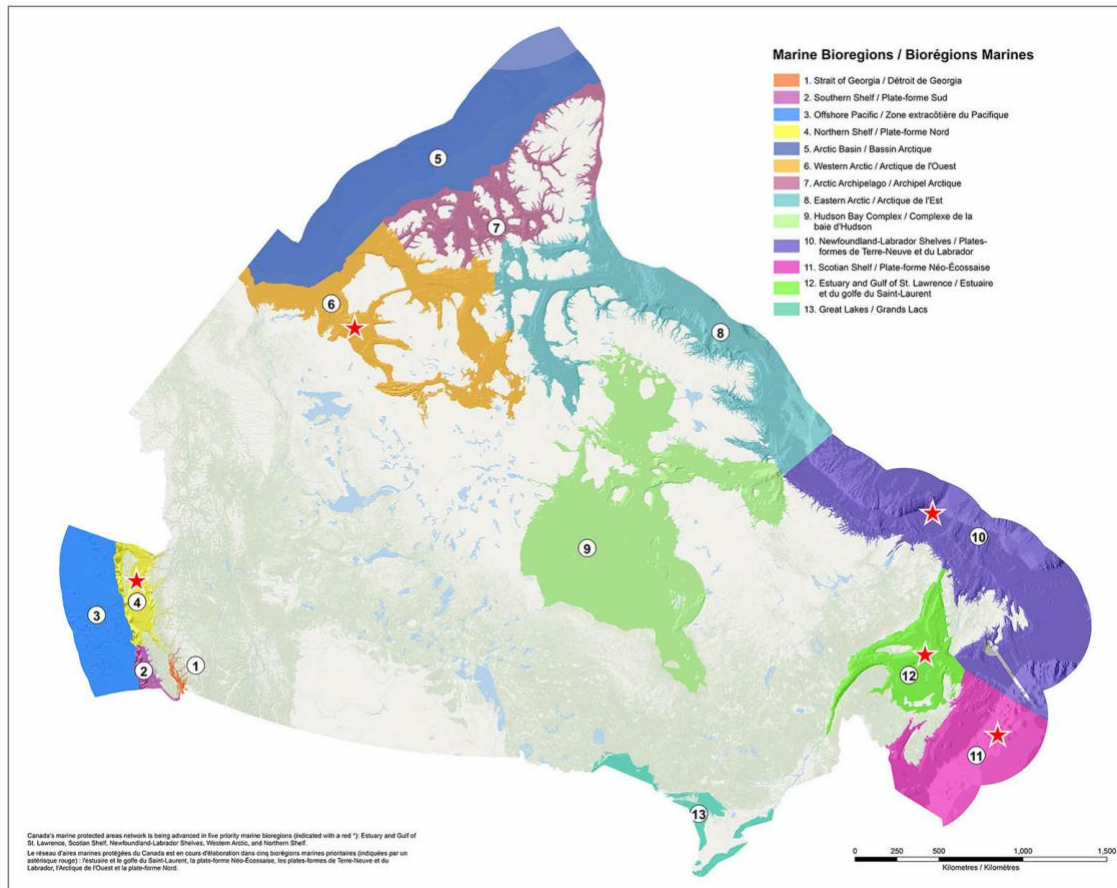 Marine Bioregions / Biorégions Marines
1. Strait of Georgia / Détroit de Georgia
2. Southern Shelf / Plate-forme Sud
3. Offshore Pacific / Zone extracôtière du Pacifique
4. Northern Shelf / Plate-forme Nord
5. Arctic Basin / Bassin Arctique
6. Western Arctic / Arctique de l'Ouest
7. Arctic Archipelago / Archipel Arctique
8. Eastern Arctic / Arctique de l'Est
9. Hudson Bay Complex / Complexe de la
baie d'Hudson
10. Newfoundland-Labrador Shelves / Plates-
formes de Terre-Neuve et du Labrador
11. Scotian Shelf / Plate-forme Néo-Écossaise
12. Estuary and Gulf of St. Lawrence / Estuaire
et du golfe du Saint-Laurent
13. Great Lakes / Grands Lacs
5
7
6
8
9
10
4
3
2
1
12
11
13
Canada's marine protected areas network is being advanced in five priority marine bioregions (indicated with a red *): Estuary and Gulf of
St. Lawrence, Scotian Shelf, Newfoundland-Labrador Shelves, Western Arctic, and Northern Shelf.
Le réseau d'aires marines protégées du Canada est en cours d'élaboration dans cinq biorégions marines prioritaires (indiquées par un
astérisque rouge) : l'estuaire et le golfe du Saint-Laurent, la plate-forme Néo-Écossaise, les plates-formes de Terre-Neuve et du
Labrador, l'Arctique de l'Ouest et la plate-forme Nord.
0 250 500 1,000 1,500
Kilometres / Kilomètres